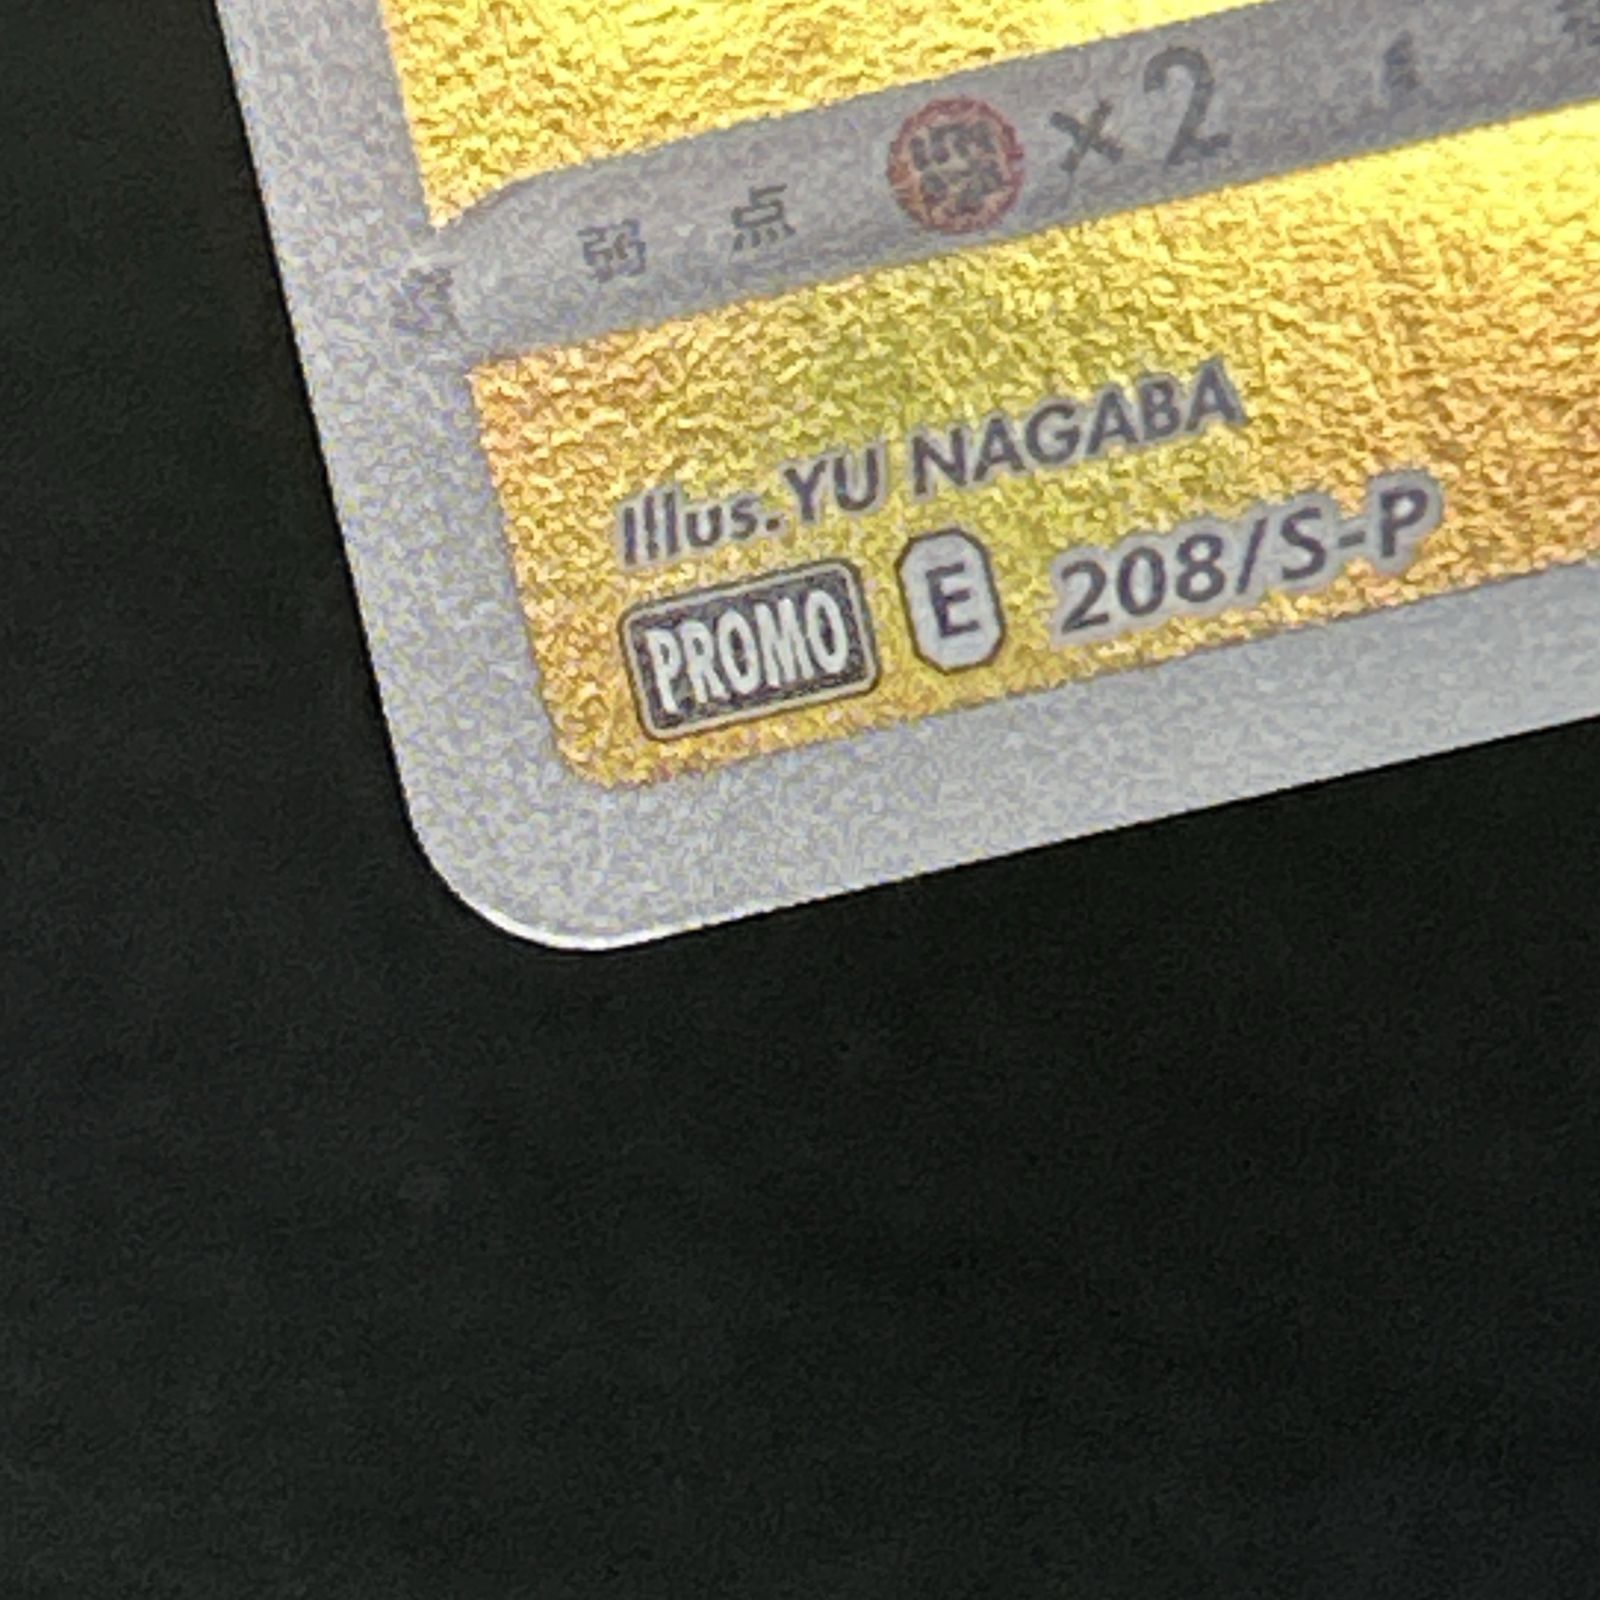 弱点 ×2
Illus.YU NAGABA
PROMO E 208/S-P